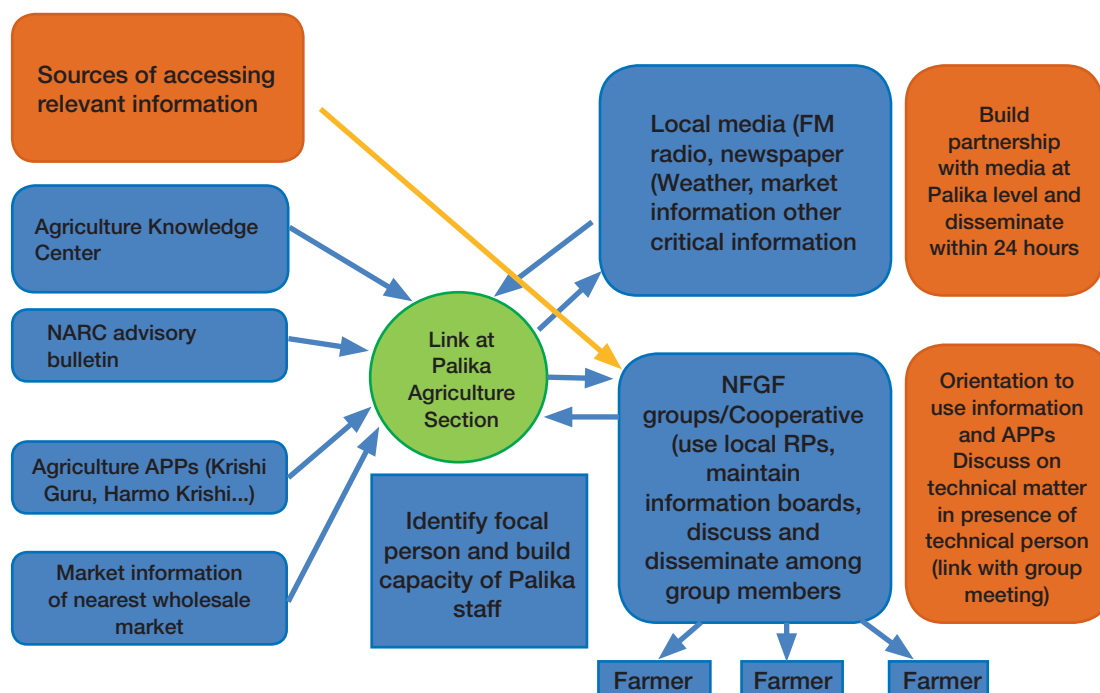 Sources of accessing
relevant information
Agriculture Knowledge
Center
NARC advisory
bulletin
Agriculture APPs (Krishi
Guru, Harmo Krishi...)
Market information
of nearest wholesale
market
Link at
Palika
Agriculture
Section
Identify focal
person and build
capacity of Palika
staff
Local media (FM
radio, newspaper
(Weather, market
information other
critical information
Build
partnership
with media at
Palika level and
disseminate
within 24 hours
NFGF
groups/Cooperative
(use local RPs,
maintain
information boards,
discuss and
disseminate among
group members
Orientation to
use information
and APPs
Discuss on
technical matter
in presence of
technical person
(link with group
meeting)
Farmer
Farmer
Farmer